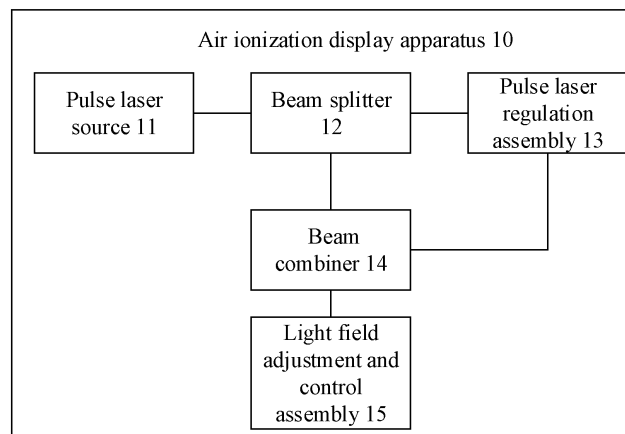 Air ionization display apparatus 10
Pulse laser
source 11
Beam splitter
12
Pulse laser
regulation
assembly 13
Beam
combiner 14
Light field
adjustment and
control
assembly 15